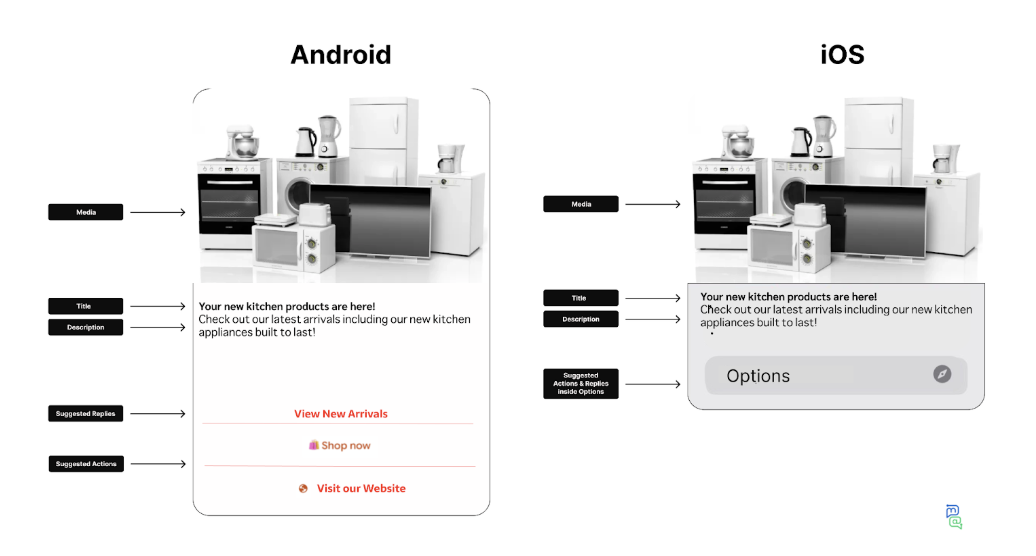 Android
Media
Title
Your new kitchen products are here!
Description
Check out our latest arrivals including our new kitchen
appliances built to last!
Suggested Replies
View New Arrivals
Shop now
Suggested Actions
Visit our Website
iOS
Media
Title
Your new kitchen products are here!
Description
Check out our latest arrivals including our new kitchen
appliances built to last!
Suggested
Actions & Replies
Inside Options
Options